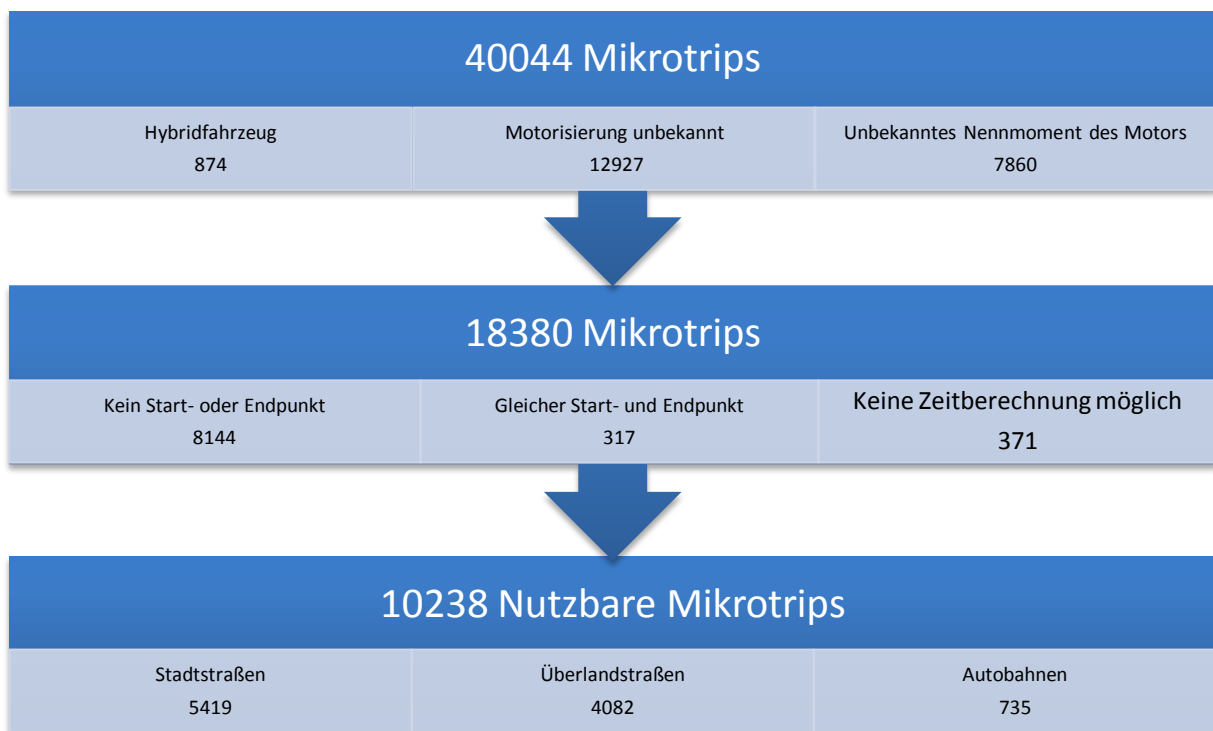 40044 Mikrotrips
Hybridfahrzeug
874
Motorisierung unbekannt
12927
Unbekanntes Nennmoment des Motors
7860
18380 Mikrotrips
Kein Start- oder Endpunkt
8144
Gleicher Start- und Endpunkt
317
Keine Zeitberechnung möglich
371
10238 Nutzbare Mikrotrips
Stadtstraßen
5419
Überlandstraßen
4082
Autobahnen
735